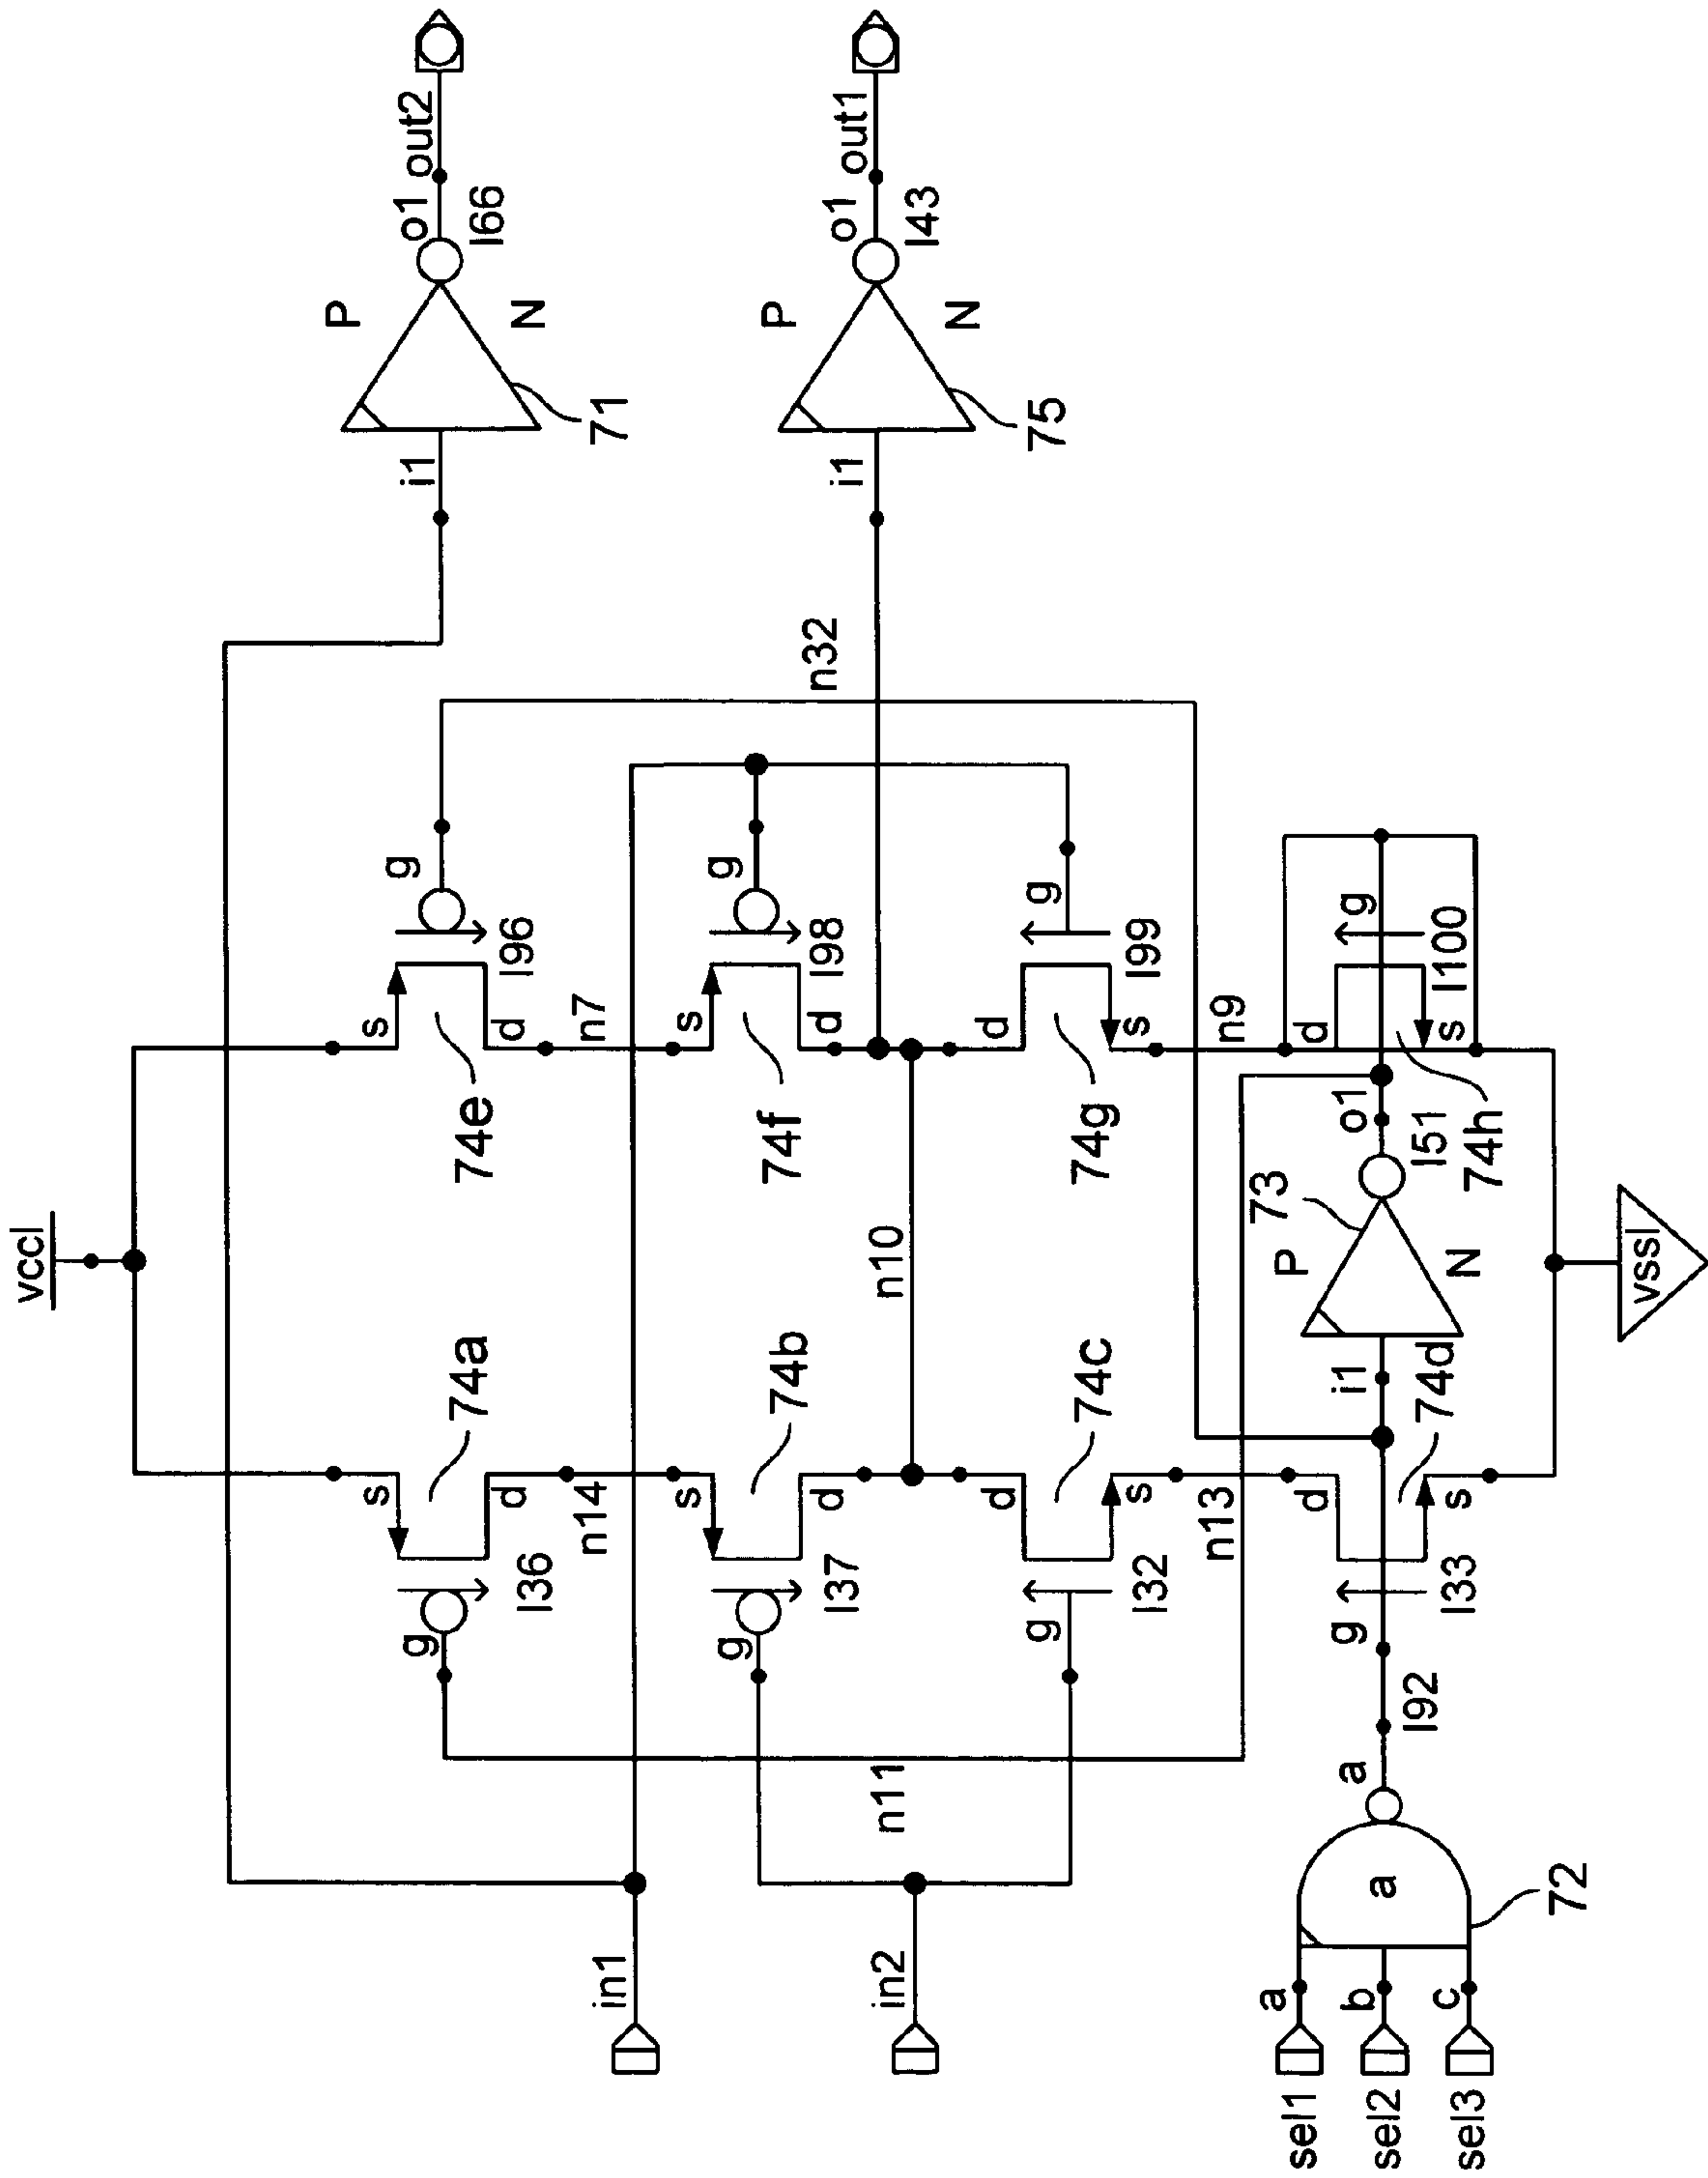 vccl
in1
in2
sel1
sel2
sel3
a
b
c
a
72
a
I92
g
I36
s
d
74a
n14
g
I37
s
d
74b
n11
g
I32
d
s
74c
n13
g
I33
d
s
74d
n10
i1
P
N
73
o1
I51
74h
vssl
74e
s
d
g
I96
n7
74f
s
d
g
I98
74g
d
s
g
I99
n9
d
s
g
I100
n32
i1
P
N
71
o1
I66
out2
i1
P
N
75
o1
I43
out1